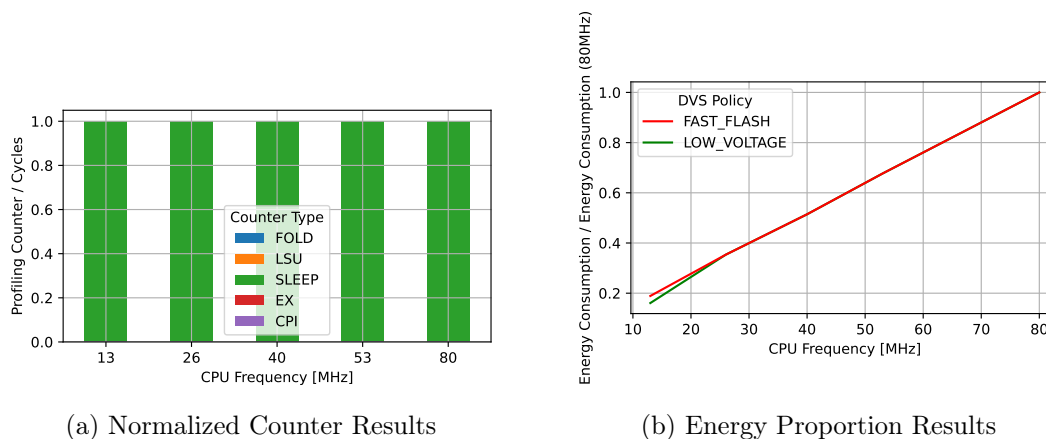 Profiling Counter / Cycles
1.0
0.8
0.6
0.4
0.2
0.0
Counter Type
FOLD
LSU
SLEEP
EX
CPI
13 26 40 53 80
CPU Frequency [MHz]
(a) Normalized Counter Results
Energy Consumption / Energy Consumption (80MHz)
1.0
0.8
0.6
0.4
0.2
DVS Policy
FAST_FLASH
LOW_VOLTAGE
10 20 30 40 50 60 70 80
CPU Frequency [MHz]
(b) Energy Proportion Results